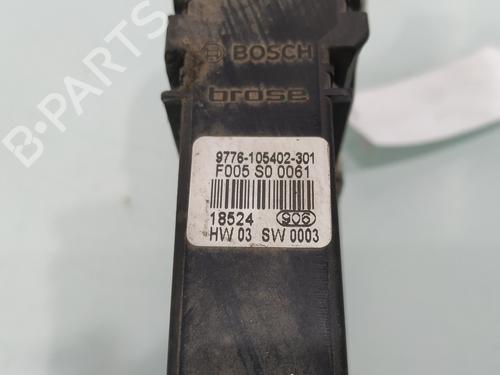 BOSCH
brose
9776-105402-301
F005 S0 0061
18524 906
HW 03 SW 0003
B-PARTS